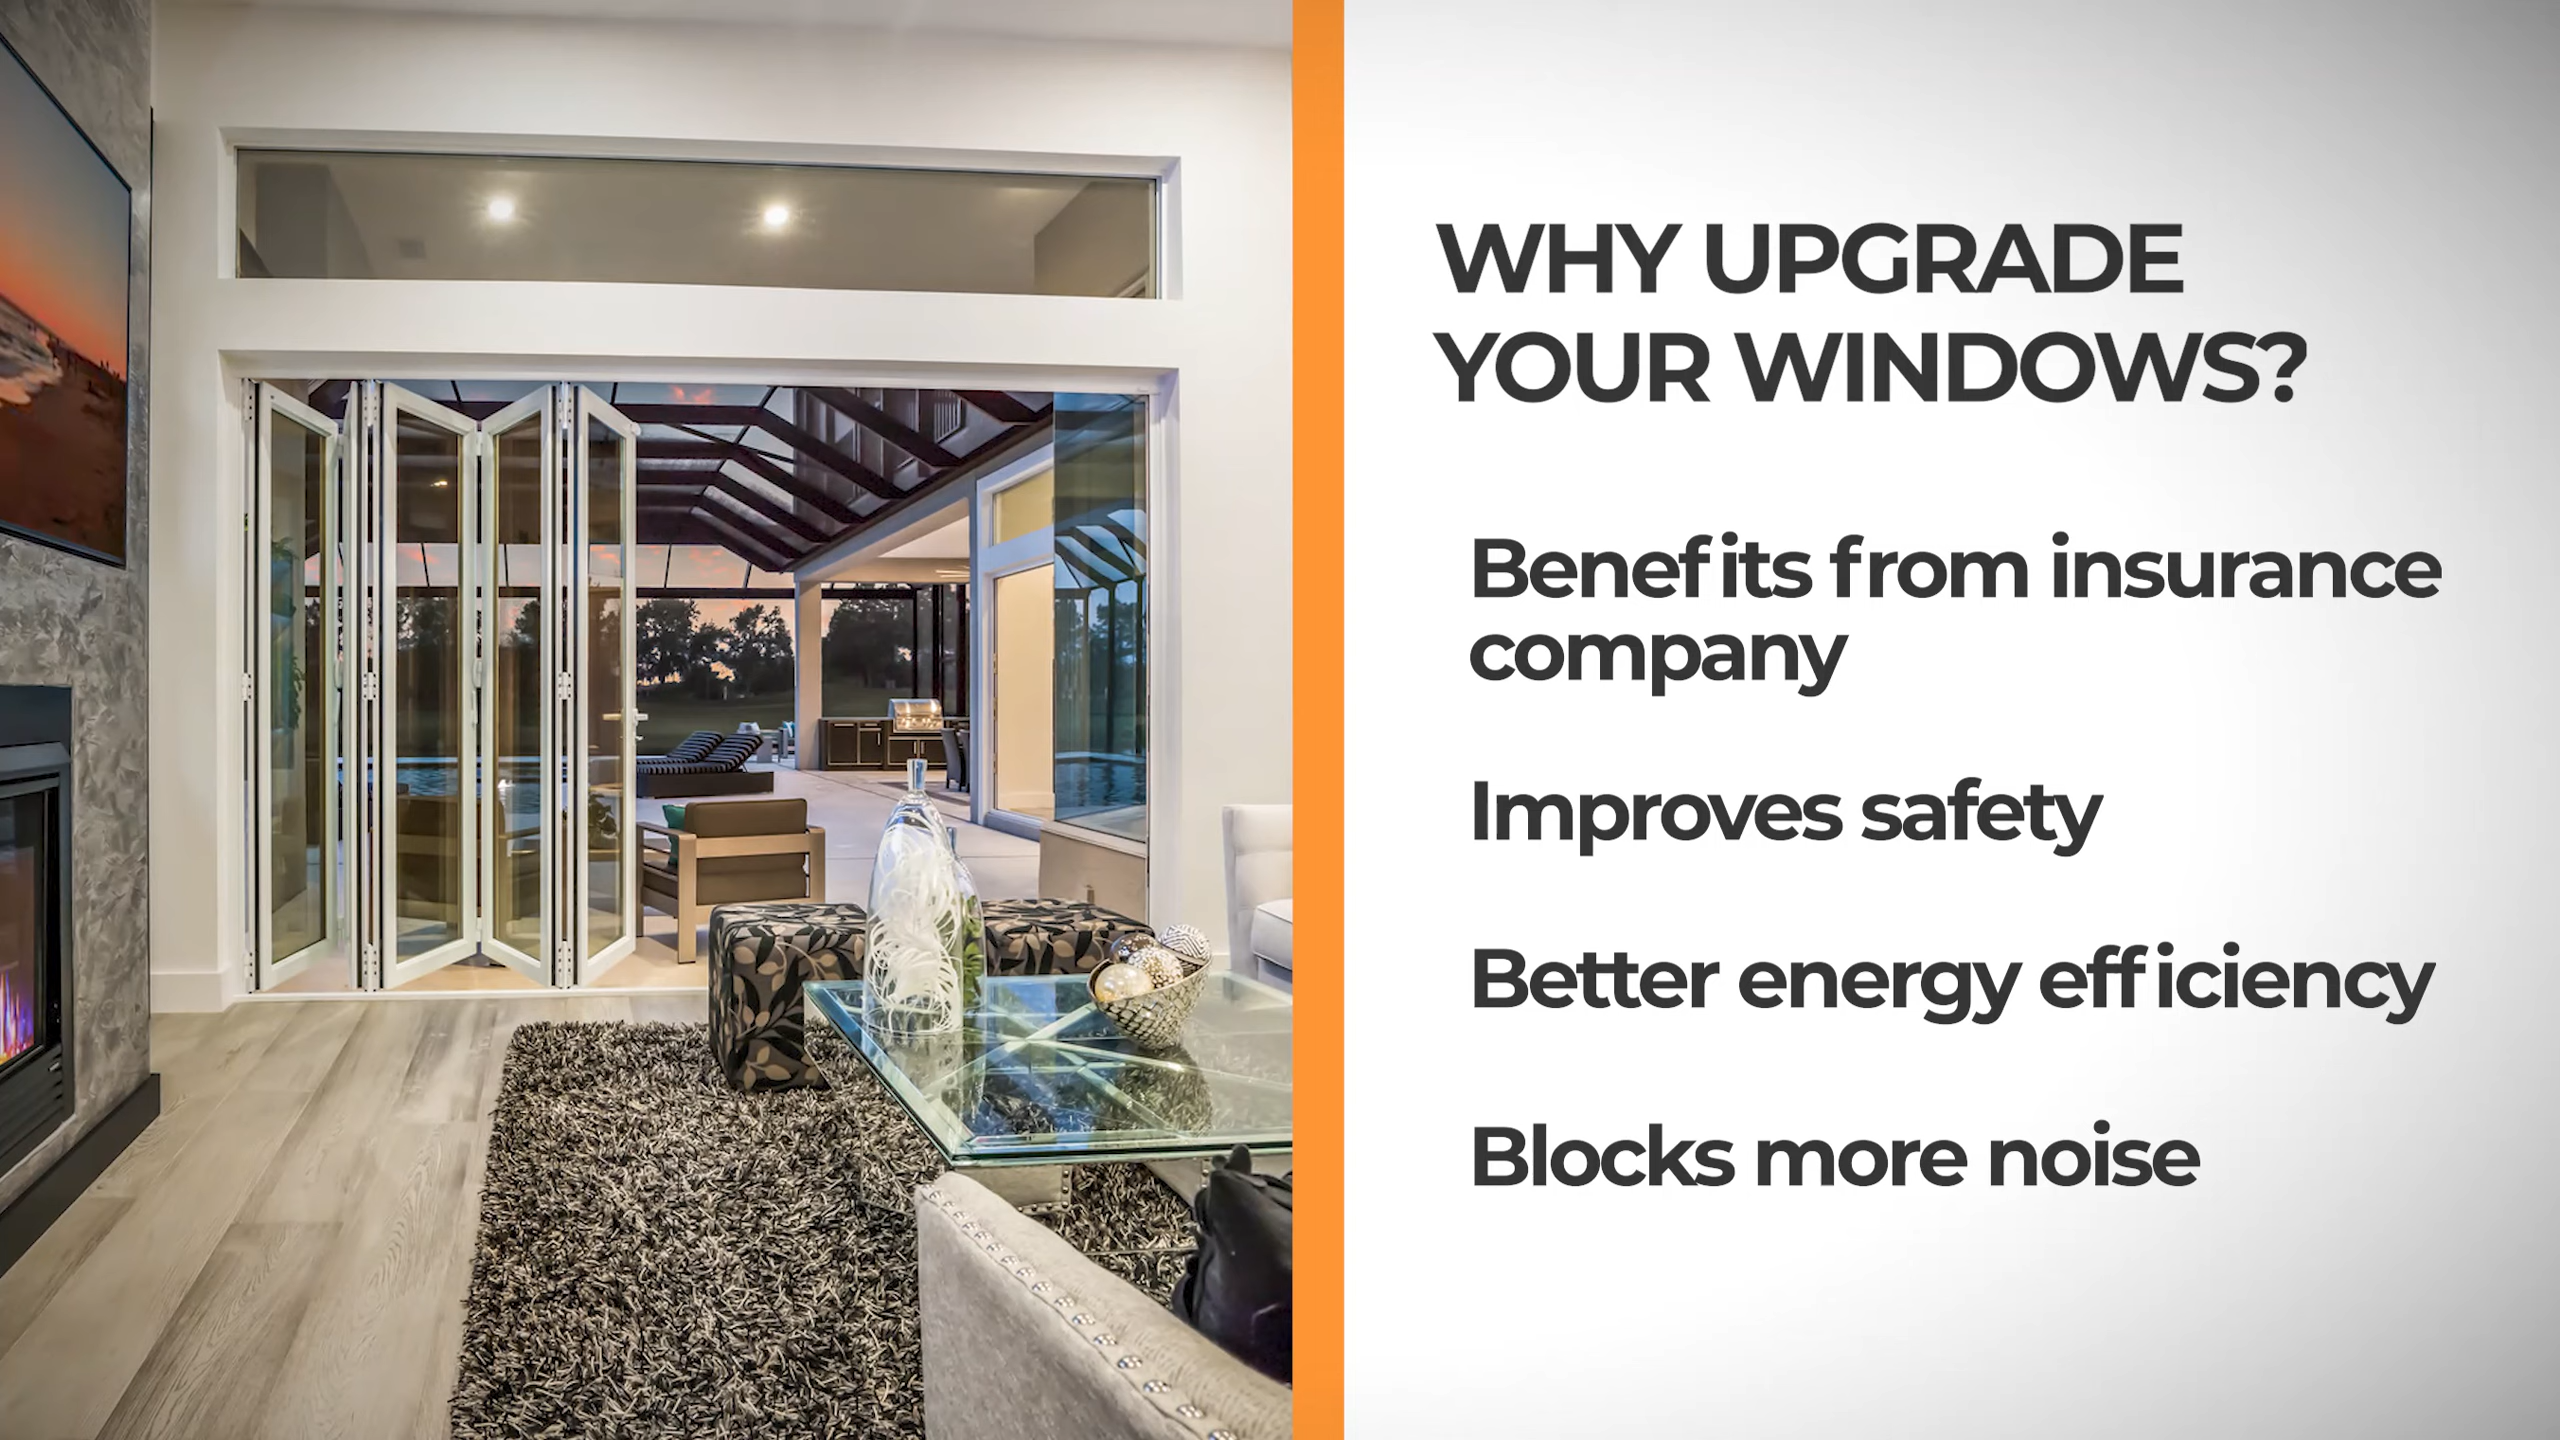 WHY UPGRADE
YOUR WINDOWS?
Benefits from insurance
company
Improves safety
Better energy efficiency
Blocks more noise